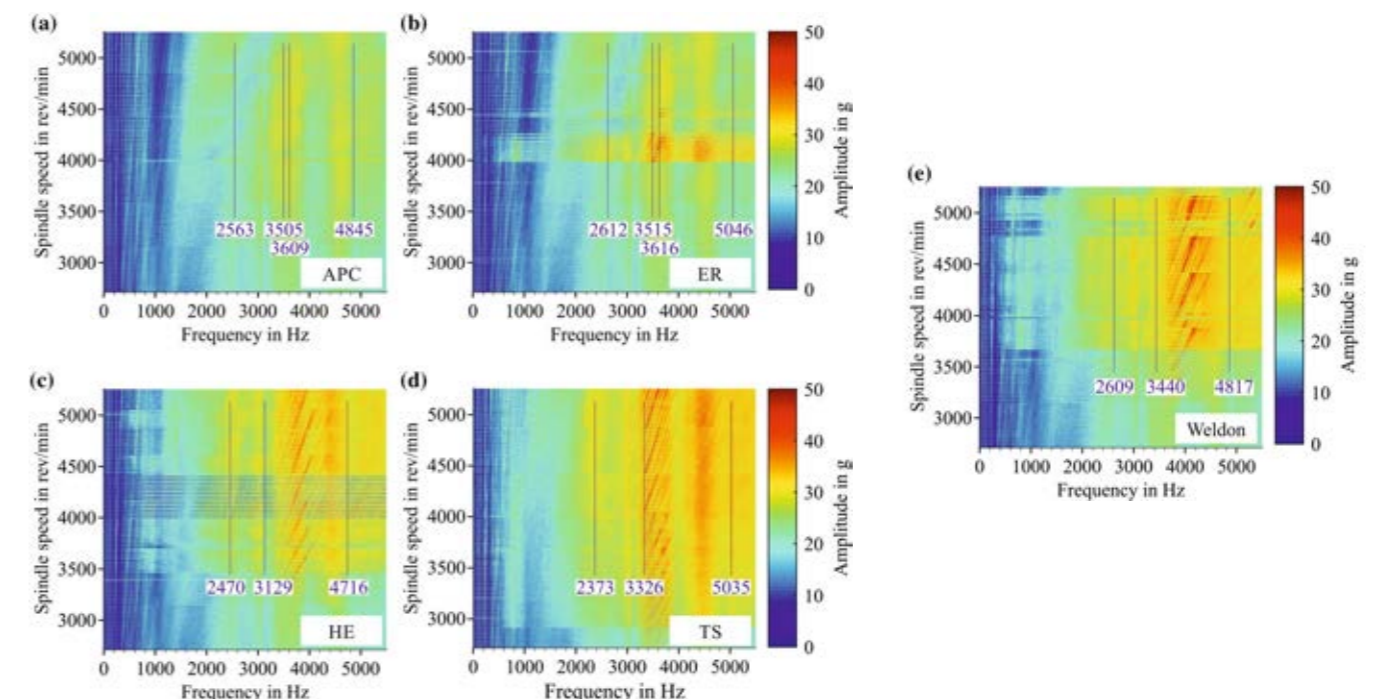 (a)
Spindle speed in rev/min
5000
4500
4000
3500
3000
2563 3505 4845
3609
APC
0 1000 2000 3000 4000 5000
Frequency in Hz
(b)
Spindle speed in rev/min
5000
4500
4000
3500
3000
2612 3515 5046
3616
ER
0 1000 2000 3000 4000 5000
Frequency in Hz
50
40
30
20
10
0
Amplitude in g
(c)
Spindle speed in rev/min
5000
4500
4000
3500
3000
2470 3129 4716
HE
0 1000 2000 3000 4000 5000
Frequency in Hz
(d)
Spindle speed in rev/min
5000
4500
4000
3500
3000
2373 3326 5035
TS
0 1000 2000 3000 4000 5000
Frequency in Hz
50
40
30
20
10
0
Amplitude in g
(e)
Spindle speed in rev/min
5000
4500
4000
3500
3000
2609 3440 4817
Weldon
0 1000 2000 3000 4000 5000
Frequency in Hz
50
40
30
20
10
0
Amplitude in g